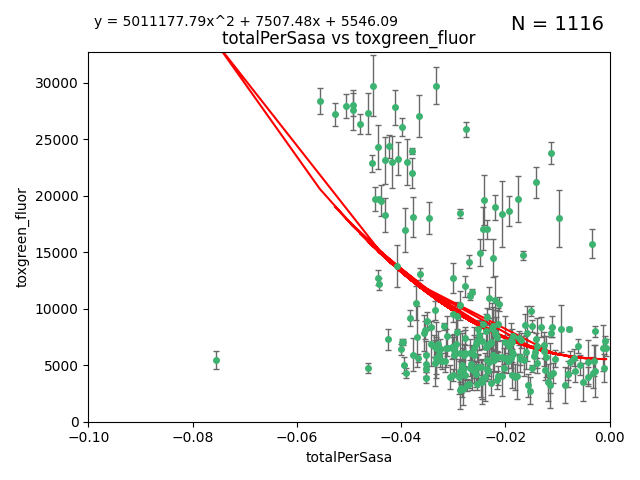 y = 5011177.79x^2 + 7507.48x + 5546.09
N = 1116
totalPerSasa vs toxgreen_fluor
30000
25000
20000
15000
10000
5000
0
toxgreen_fluor
−0.10
−0.08
−0.06
−0.04
−0.02
0.00
totalPerSasa